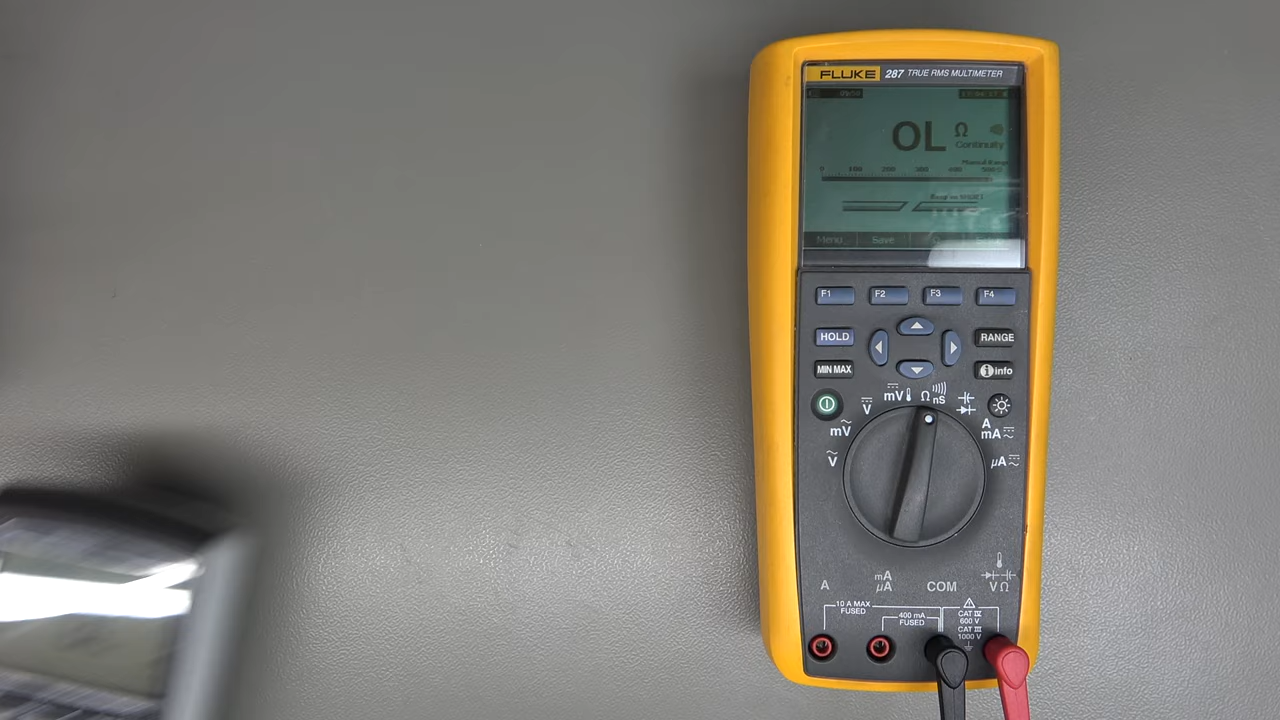 FLUKE 287 TRUE RMS MULTIMETER
OL Ω
Continuity
Manual Range
0 100 200 300 400 500
Menu Save
F1 F2 F3 F4
HOLD RANGE
MIN MAX info
mV Ω nS
V
mV A mA
V µA
A mA µA COM V Ω
10 A MAX FUSED
400 mA FUSED
CAT IV
600 V
CAT III
1000 V